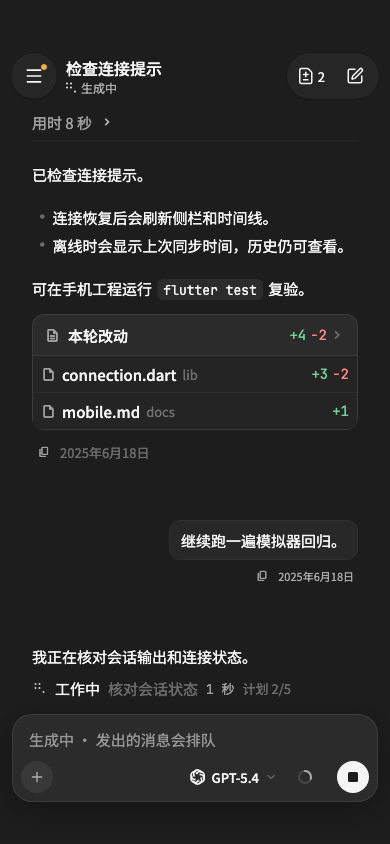 检查连接提示
生成中
2
用时 8 秒
已检查连接提示。
连接恢复后会刷新侧栏和时间线。
离线时会显示上次同步时间，历史仍可查看。
可在手机工程运行 flutter test 复验。
本轮改动 +4 -2
connection.dart lib +3 -2
mobile.md docs +1
2025年6月18日
继续跑一遍模拟器回归。
2025年6月18日
我正在核对会话输出和连接状态。
工作中 核对会话状态 1 秒 计划 2/5
生成中 • 发出的消息会排队
GPT-5.4